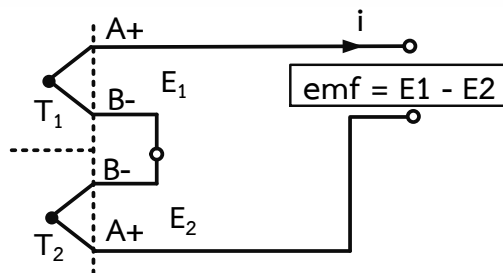 A+
i
E₁
emf = E1 - E2
T₁
B-
B-
E₂
T₂
A+